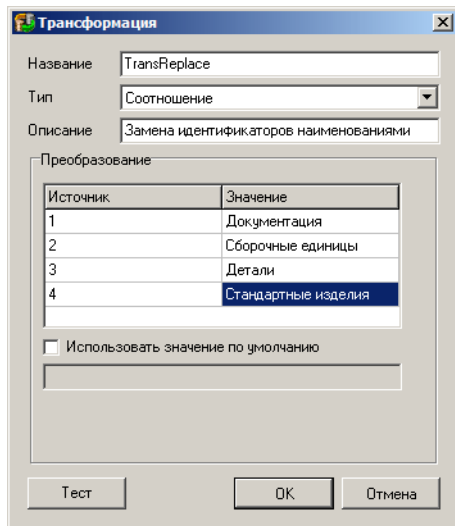 Трансформация
Название TransReplace
Тип Соотношение
Описание Замена идентификаторов наименованиями
Преобразование
Источник Значение
1 Документация
2 Сборочные единицы
3 Детали
4 Стандартные изделия
Использовать значение по умолчанию
Тест OK Отмена